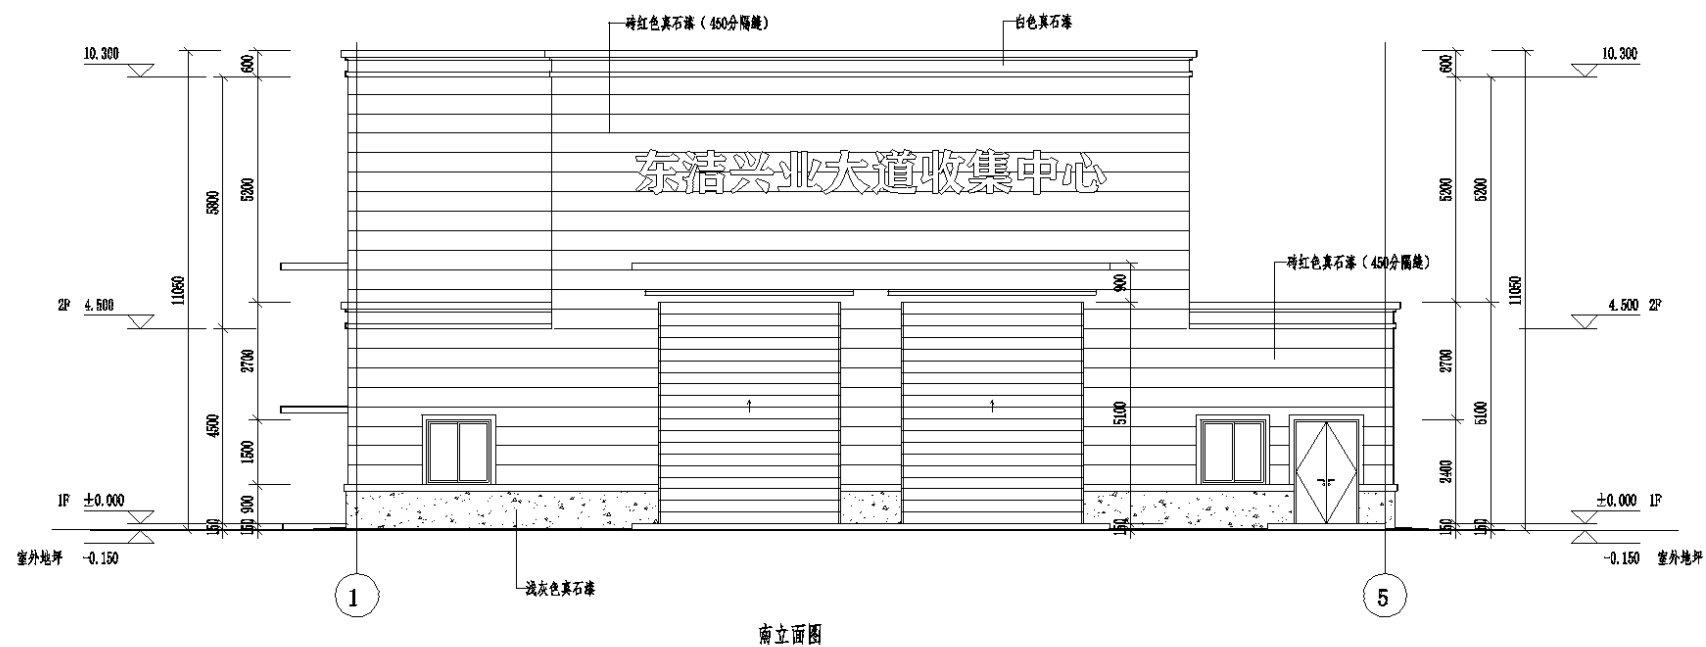 砖红色真石漆（450分隔缝）
白色真石漆
10.300
10.300
600
600
东洁兴业大道收集中心
5800
5200
5200
5200
11050
11050
砖红色真石漆（450分隔缝）
900
2F 4.500
4.500 2F
2700
2700
4500
5100
5100
1500
2400
1F ±0.000
±0.000 1F
900
150
150
150
150
150
室外地坪 -0.150
-0.150 室外地坪
浅灰色真石漆
1
5
南立面图